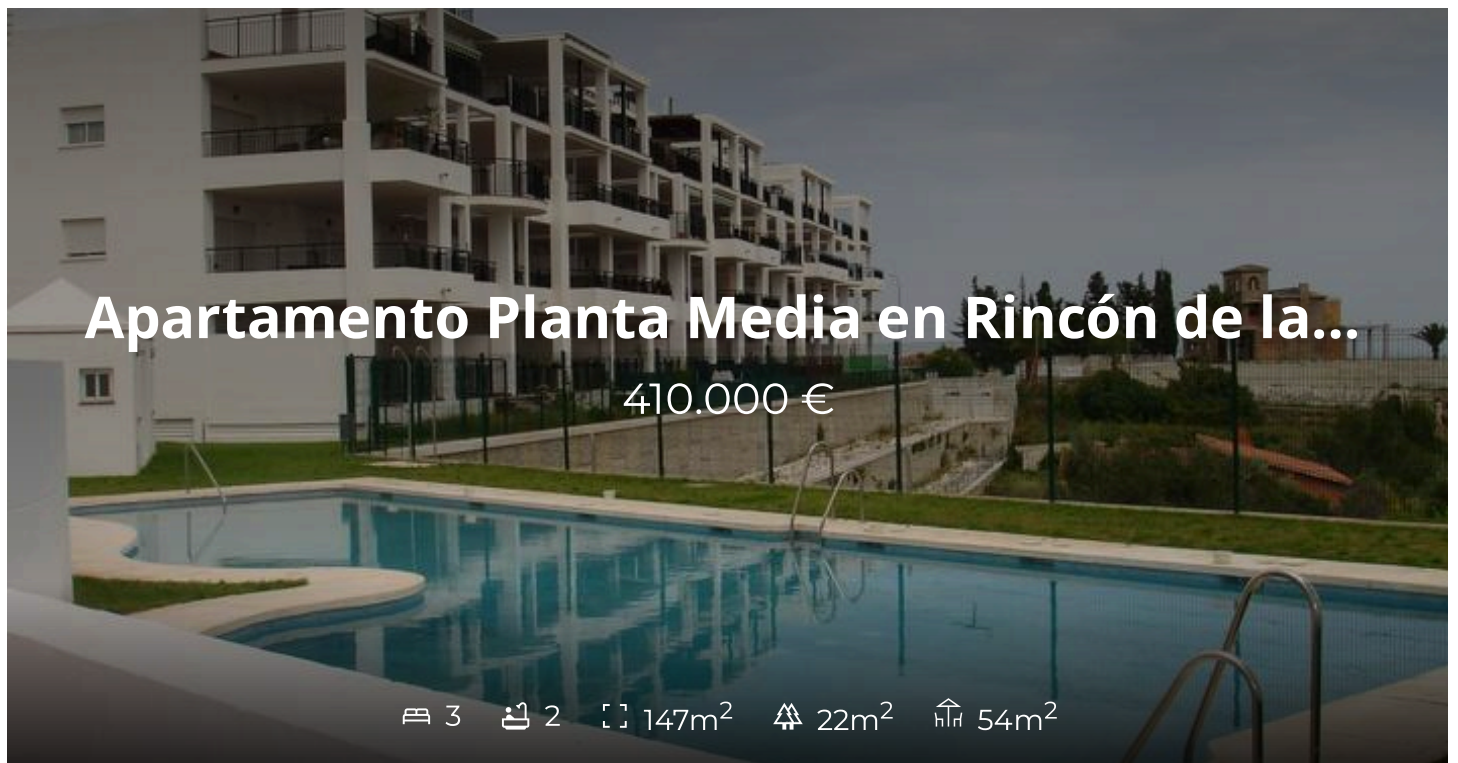 Apartamento Planta Media en Rincón de la...
410.000 €
3 2 147m² 22m² 54m²